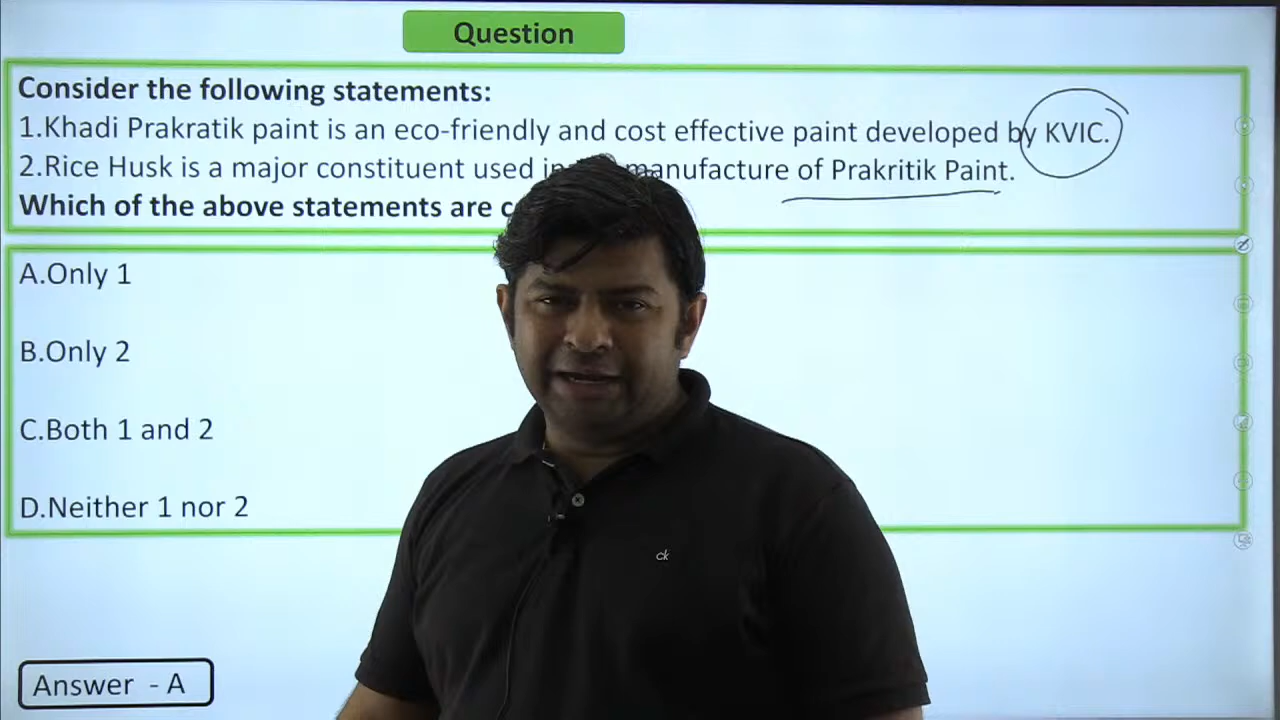 Question
Consider the following statements:
1.Khadi Prakratik paint is an eco-friendly and cost effective paint developed by KVIC.
2.Rice Husk is a major constituent used in manufacture of Prakritik Paint.
Which of the above statements are
A.Only 1
B.Only 2
C.Both 1 and 2
D.Neither 1 nor 2
ck
Answer - A